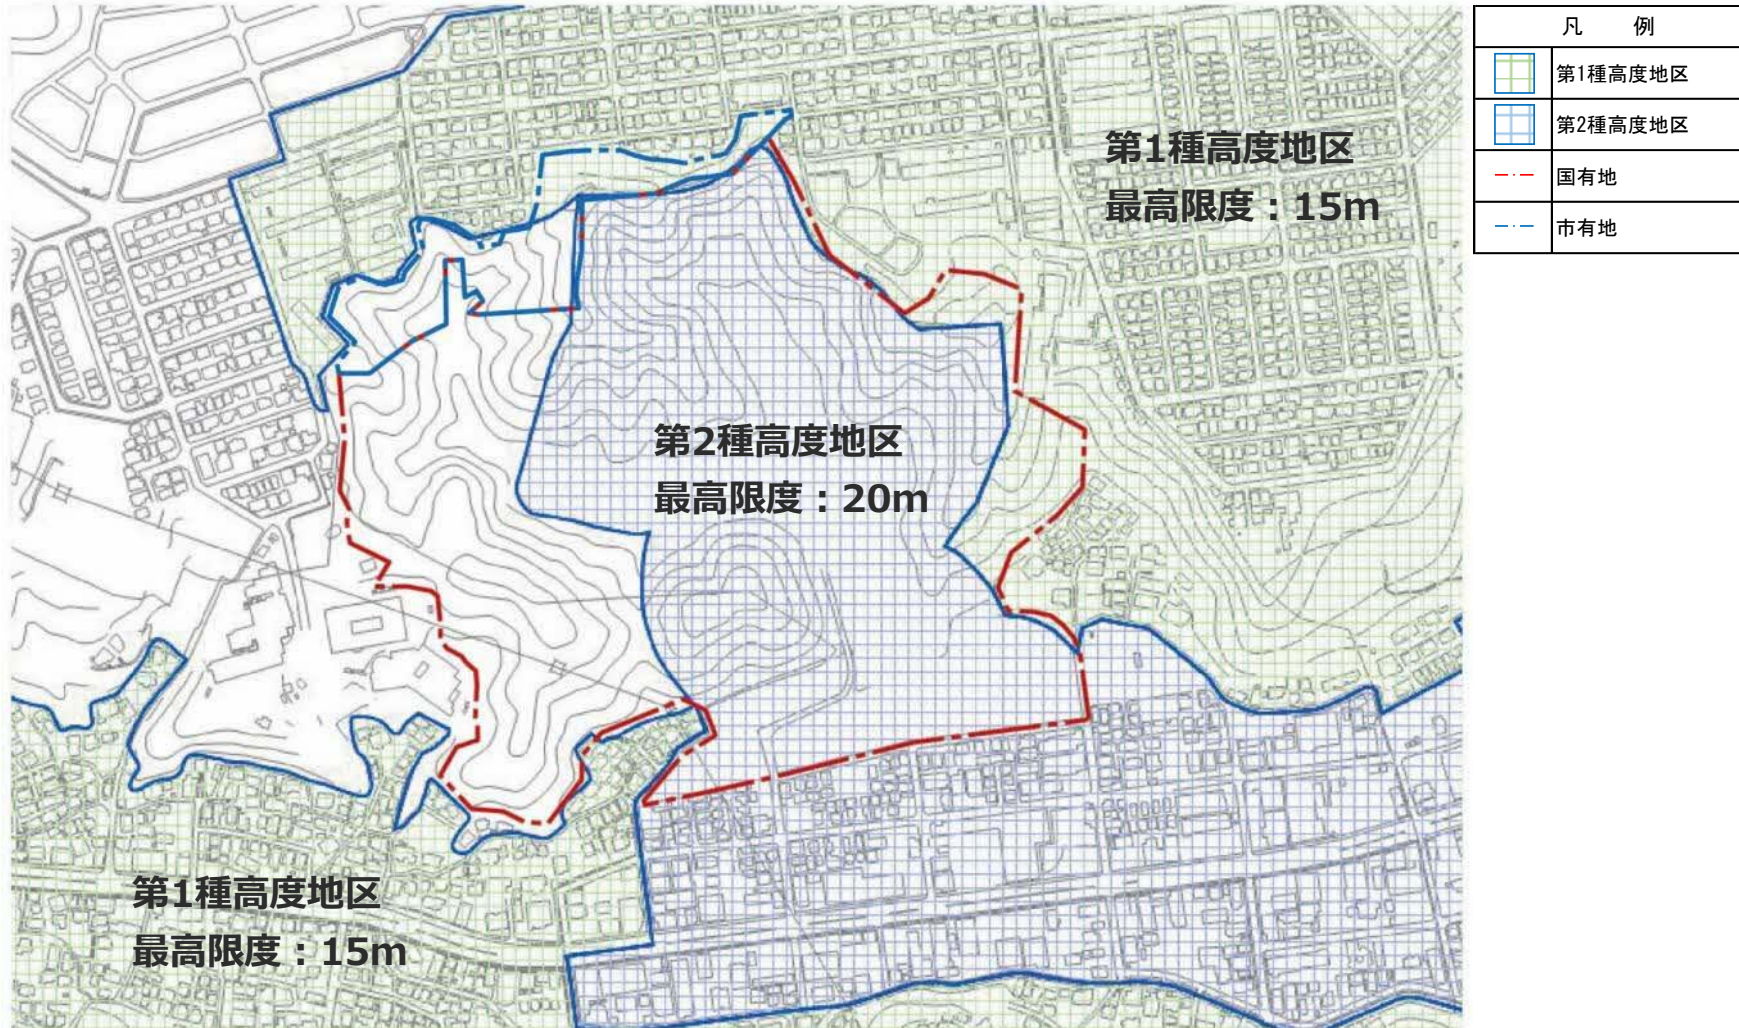 凡 例
第1種高度地区
第2種高度地区
国有地
市有地
第1種高度地区
最高限度：15m
第2種高度地区
最高限度：20m
第1種高度地区
最高限度：15m